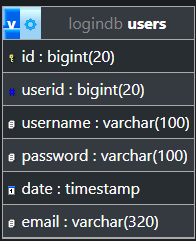 v logindb users
id : bigint(20)
userid : bigint(20)
username : varchar(100)
password : varchar(100)
date : timestamp
email : varchar(320)